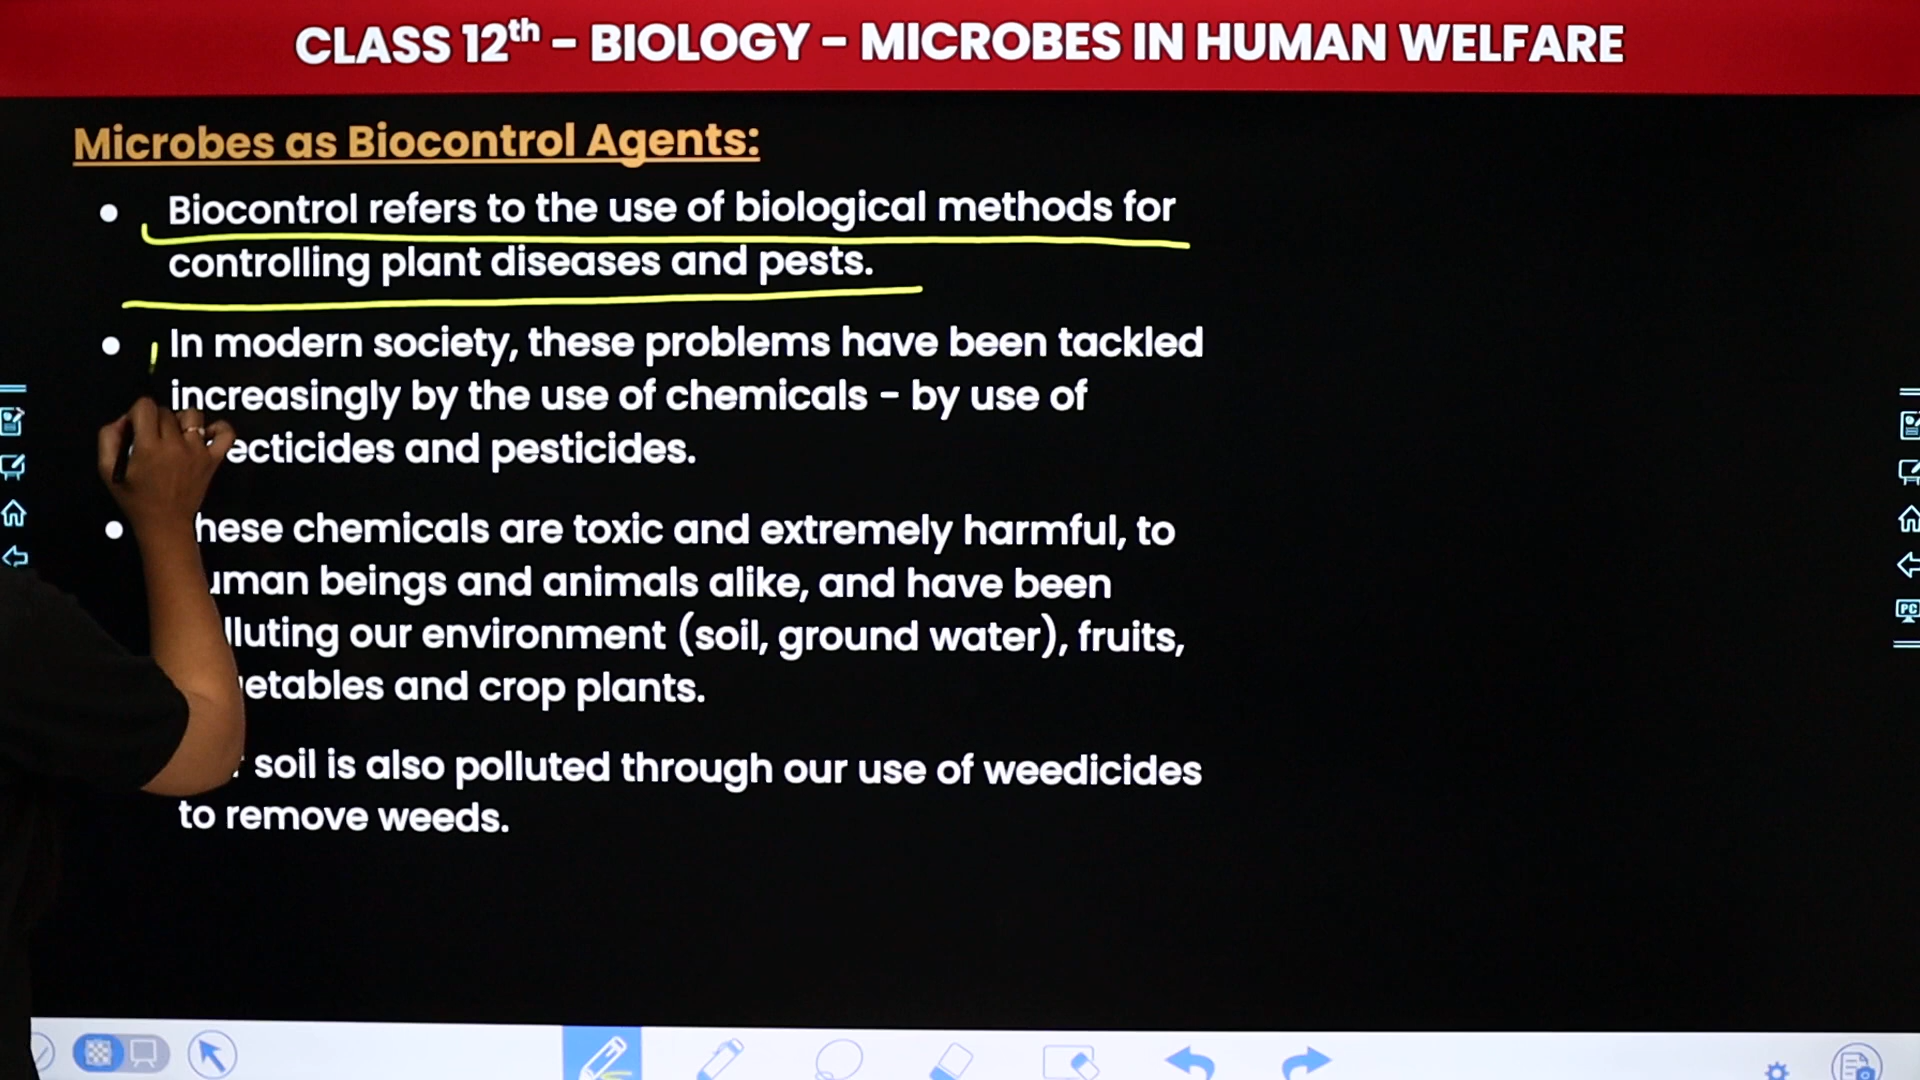 CLASS 12th – BIOLOGY – MICROBES IN HUMAN WELFARE
Microbes as Biocontrol Agents:
• Biocontrol refers to the use of biological methods for
controlling plant diseases and pests.
• In modern society, these problems have been tackled
increasingly by the use of chemicals – by use of
ecticides and pesticides.
• hese chemicals are toxic and extremely harmful, to
uman beings and animals alike, and have been
lluting our environment (soil, ground water), fruits,
etables and crop plants.
soil is also polluted through our use of weedicides
to remove weeds.
PC